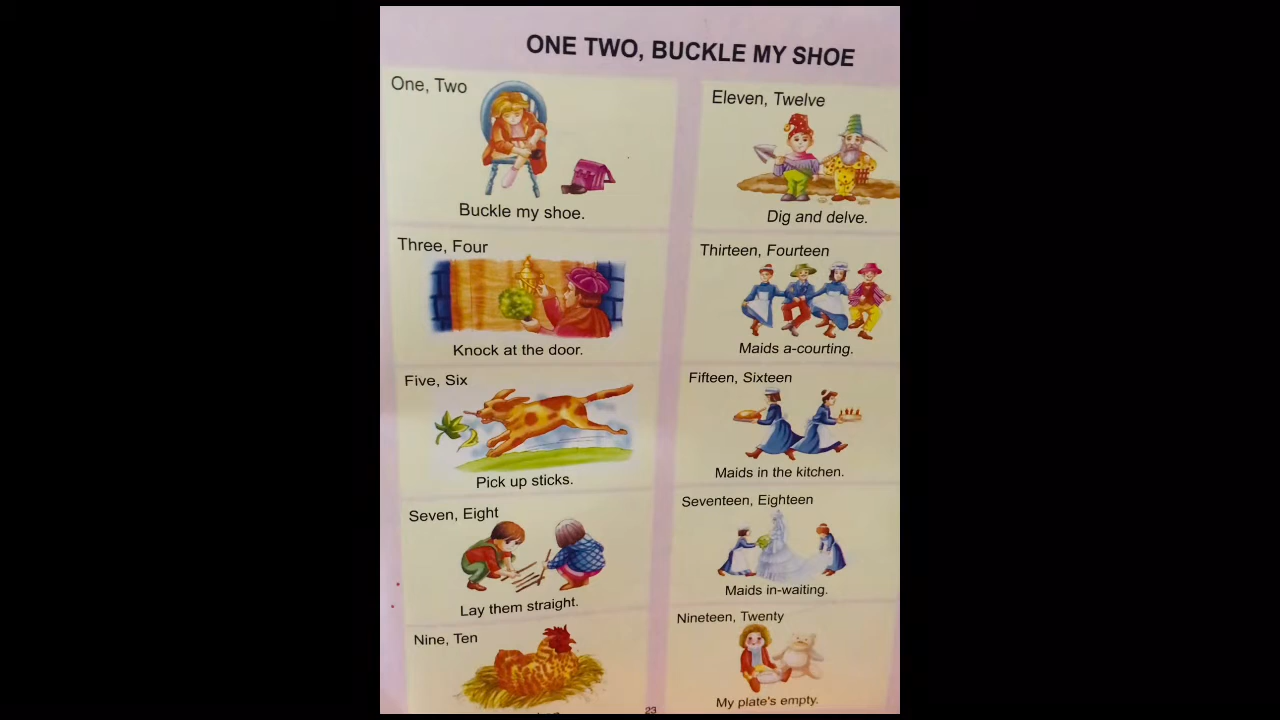 ONE TWO, BUCKLE MY SHOE
One, Two
Buckle my shoe.
Three, Four
Knock at the door.
Five, Six
Pick up sticks.
Seven, Eight
Lay them straight.
Nine, Ten
Eleven, Twelve
Dig and delve.
Thirteen, Fourteen
Maids a-courting.
Fifteen, Sixteen
Maids in the kitchen.
Seventeen, Eighteen
Maids in-waiting.
Nineteen, Twenty
My plate's empty.
23